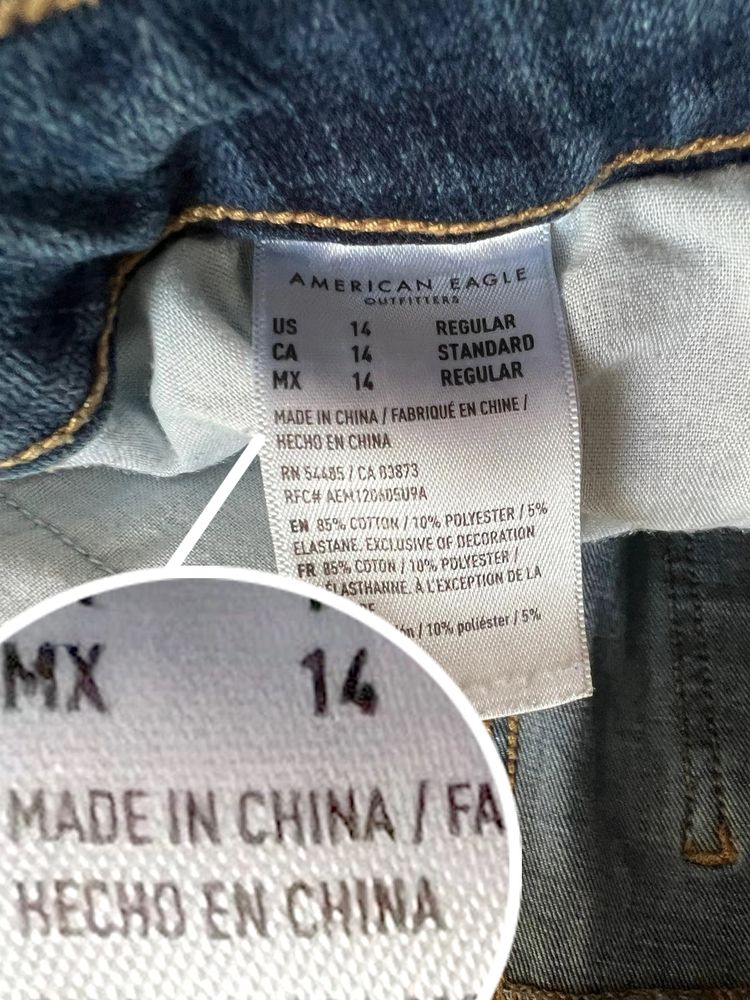 AMERICAN EAGLE
OUTFITTERS
US 14 REGULAR
CA 14 STANDARD
MX 14 REGULAR
MADE IN CHINA / FABRIQUÉ EN CHINE /
HECHO EN CHINA
RN 54485 / CA 03873
RFC# AEM120605U9A
EN 85% COTTON / 10% POLYESTER / 5%
ELASTANE. EXCLUSIVE OF DECORATION
FR 85% COTON / 10% POLYESTER /
ÉLASTHANNE. À L'EXCEPTION DE LA
/ 10% poliéster / 5%
MX 14
MADE IN CHINA / FA
HECHO EN CHINA